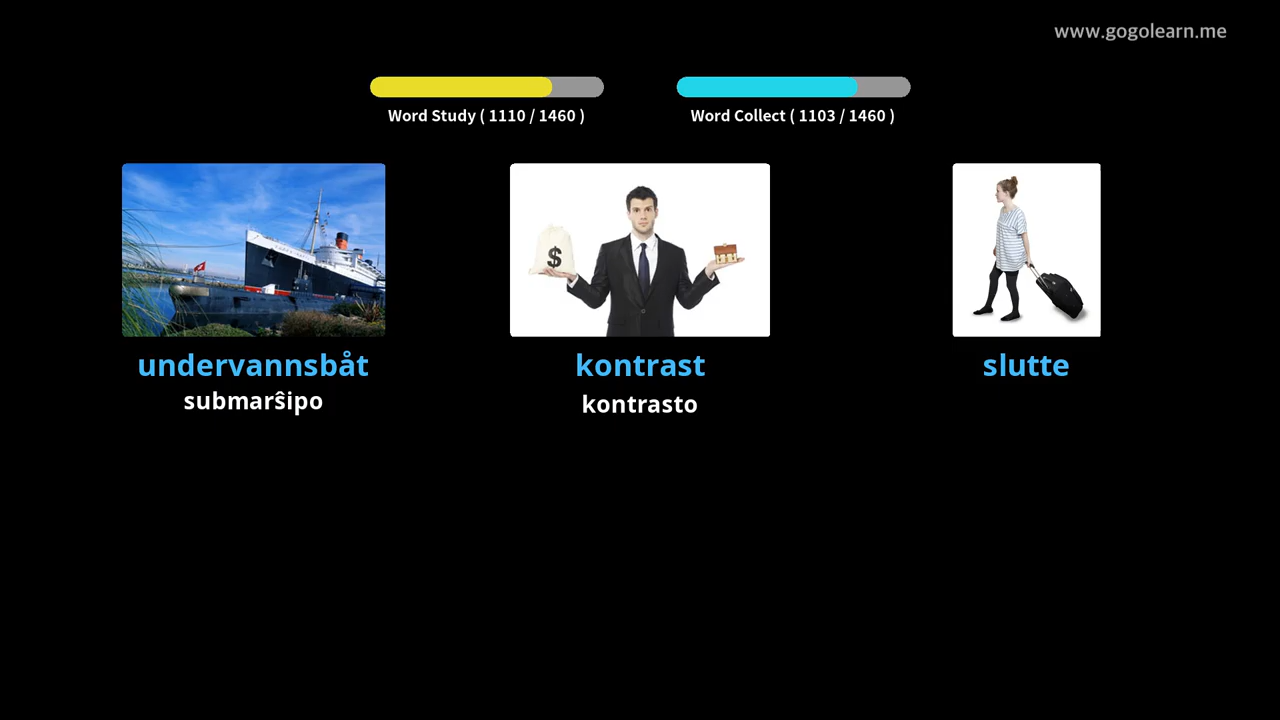 www.gogolearn.me
Word Study ( 1110 / 1460 )
Word Collect ( 1103 / 1460 )
undervannsbåt
submarŝipo
kontrast
kontrasto
slutte
$